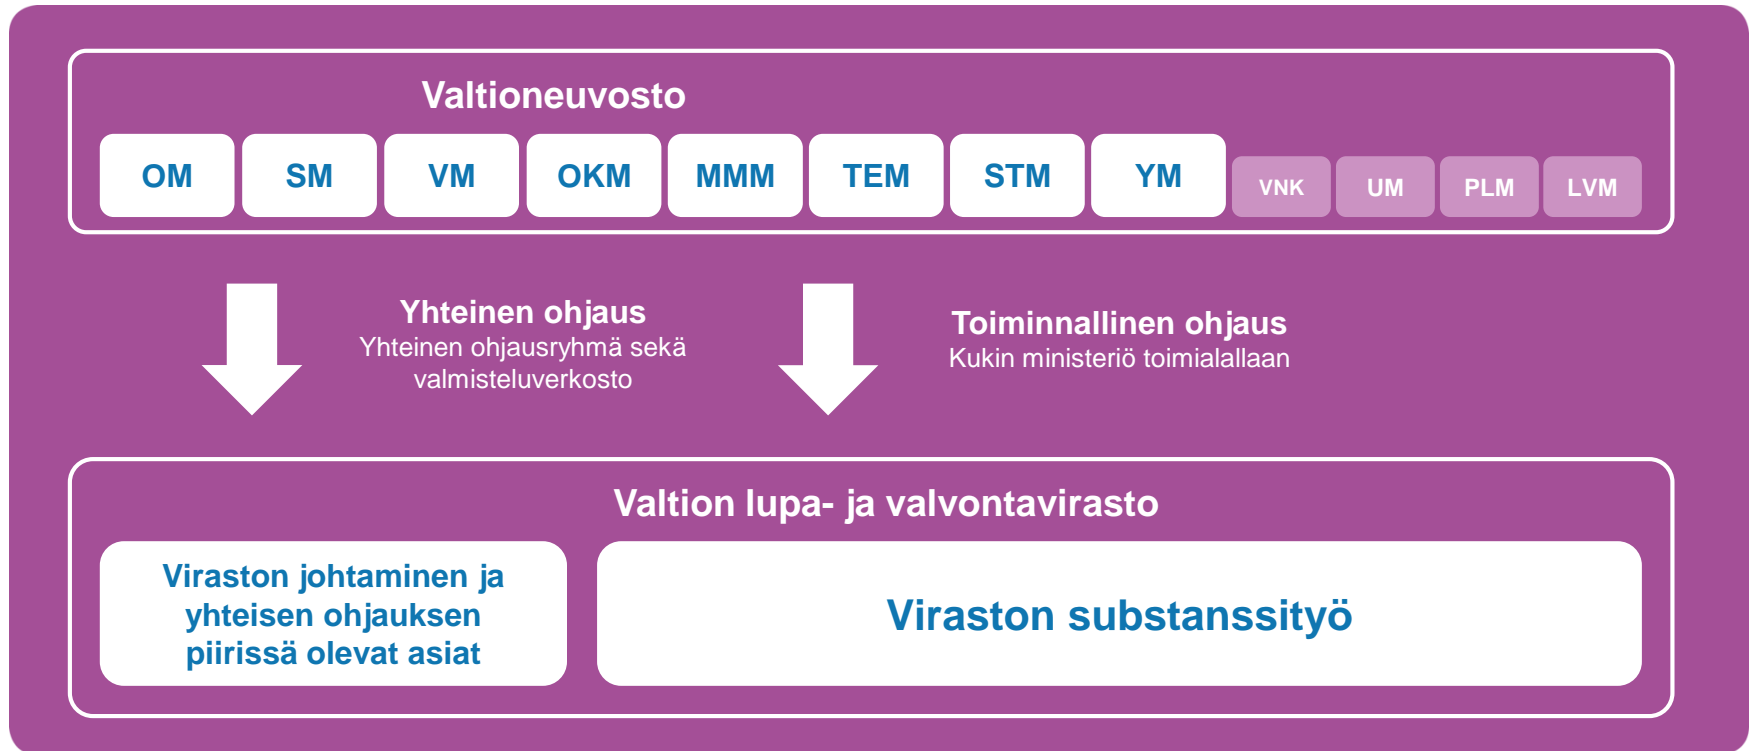 Valtioneuvosto
OM
SM
VM
OKM
MMM
TEM
STM
YM
VNK
UM
PLM
LVM
Yhteinen ohjaus
Yhteinen ohjausryhmä sekä
valmisteluverkosto
Toiminnallinen ohjaus
Kukin ministeriö toimialallaan
Valtion lupa- ja valvontavirasto
Viraston johtaminen ja
yhteisen ohjauksen
piirissä olevat asiat
Viraston substanssityö